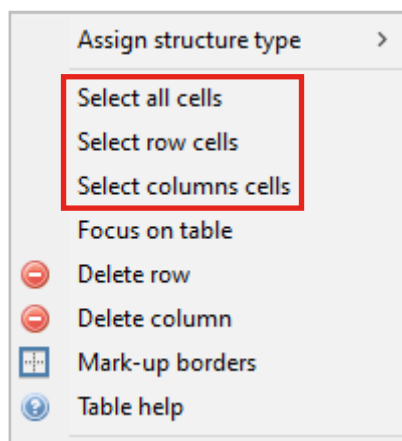 Assign structure type
Select all cells
Select row cells
Select columns cells
Focus on table
Delete row
Delete column
Mark-up borders
Table help